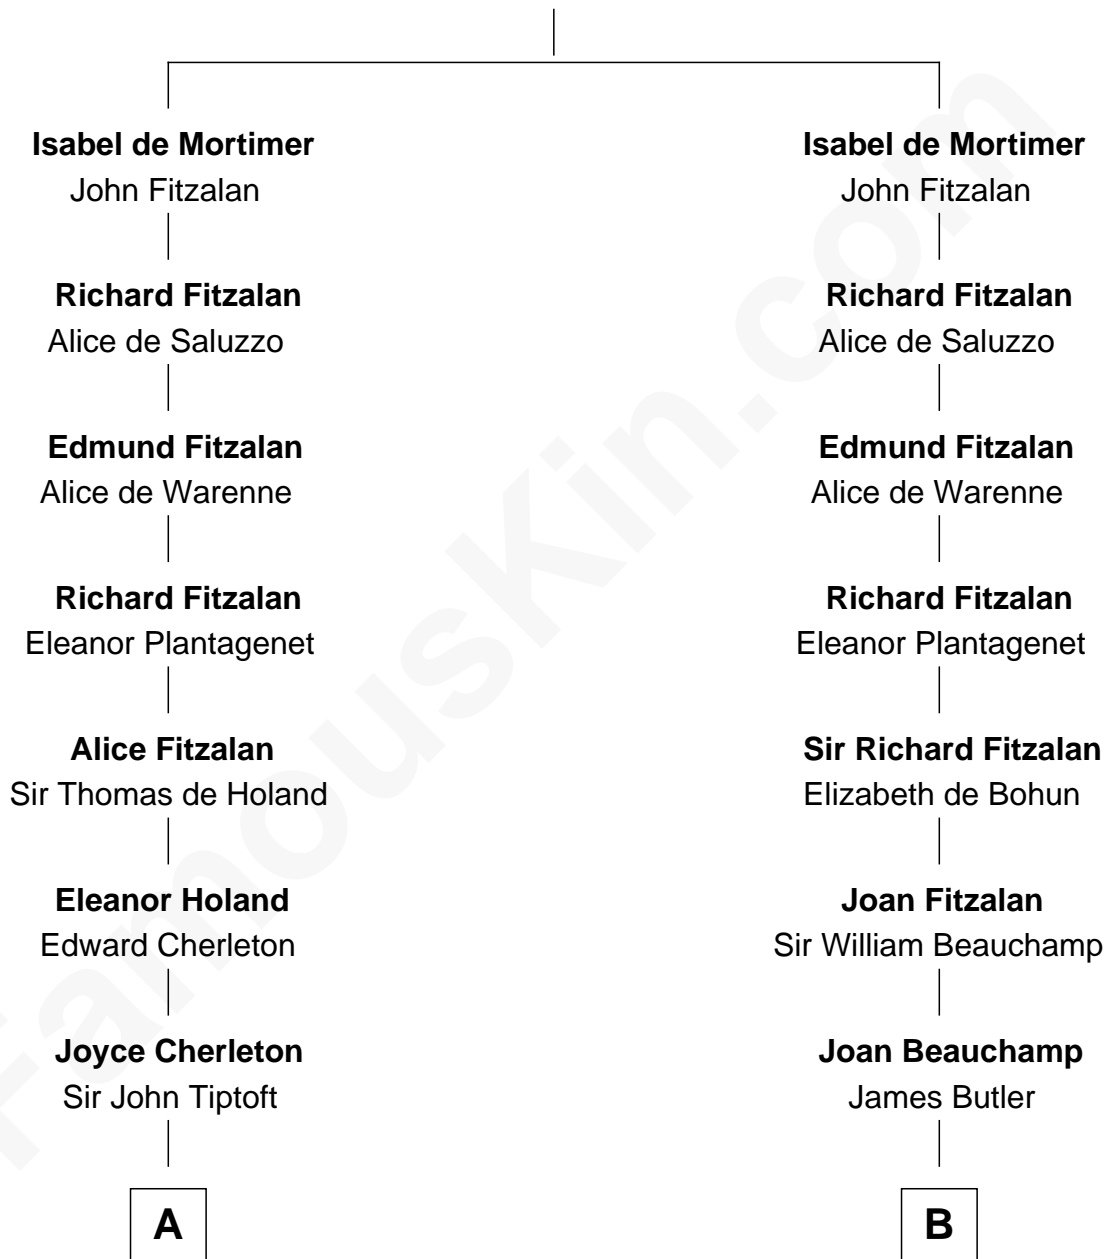 Isabel de Mortimer
John Fitzalan
Richard Fitzalan
Alice de Saluzzo
Edmund Fitzalan
Alice de Warenne
Richard Fitzalan
Eleanor Plantagenet
Alice Fitzalan
Sir Thomas de Holand
Eleanor Holand
Edward Cherleton
Joyce Cherleton
Sir John Tiptoft
A
Isabel de Mortimer
John Fitzalan
Richard Fitzalan
Alice de Saluzzo
Edmund Fitzalan
Alice de Warenne
Richard Fitzalan
Eleanor Plantagenet
Sir Richard Fitzalan
Elizabeth de Bohun
Joan Fitzalan
Sir William Beauchamp
Joan Beauchamp
James Butler
B
FamousKin.com